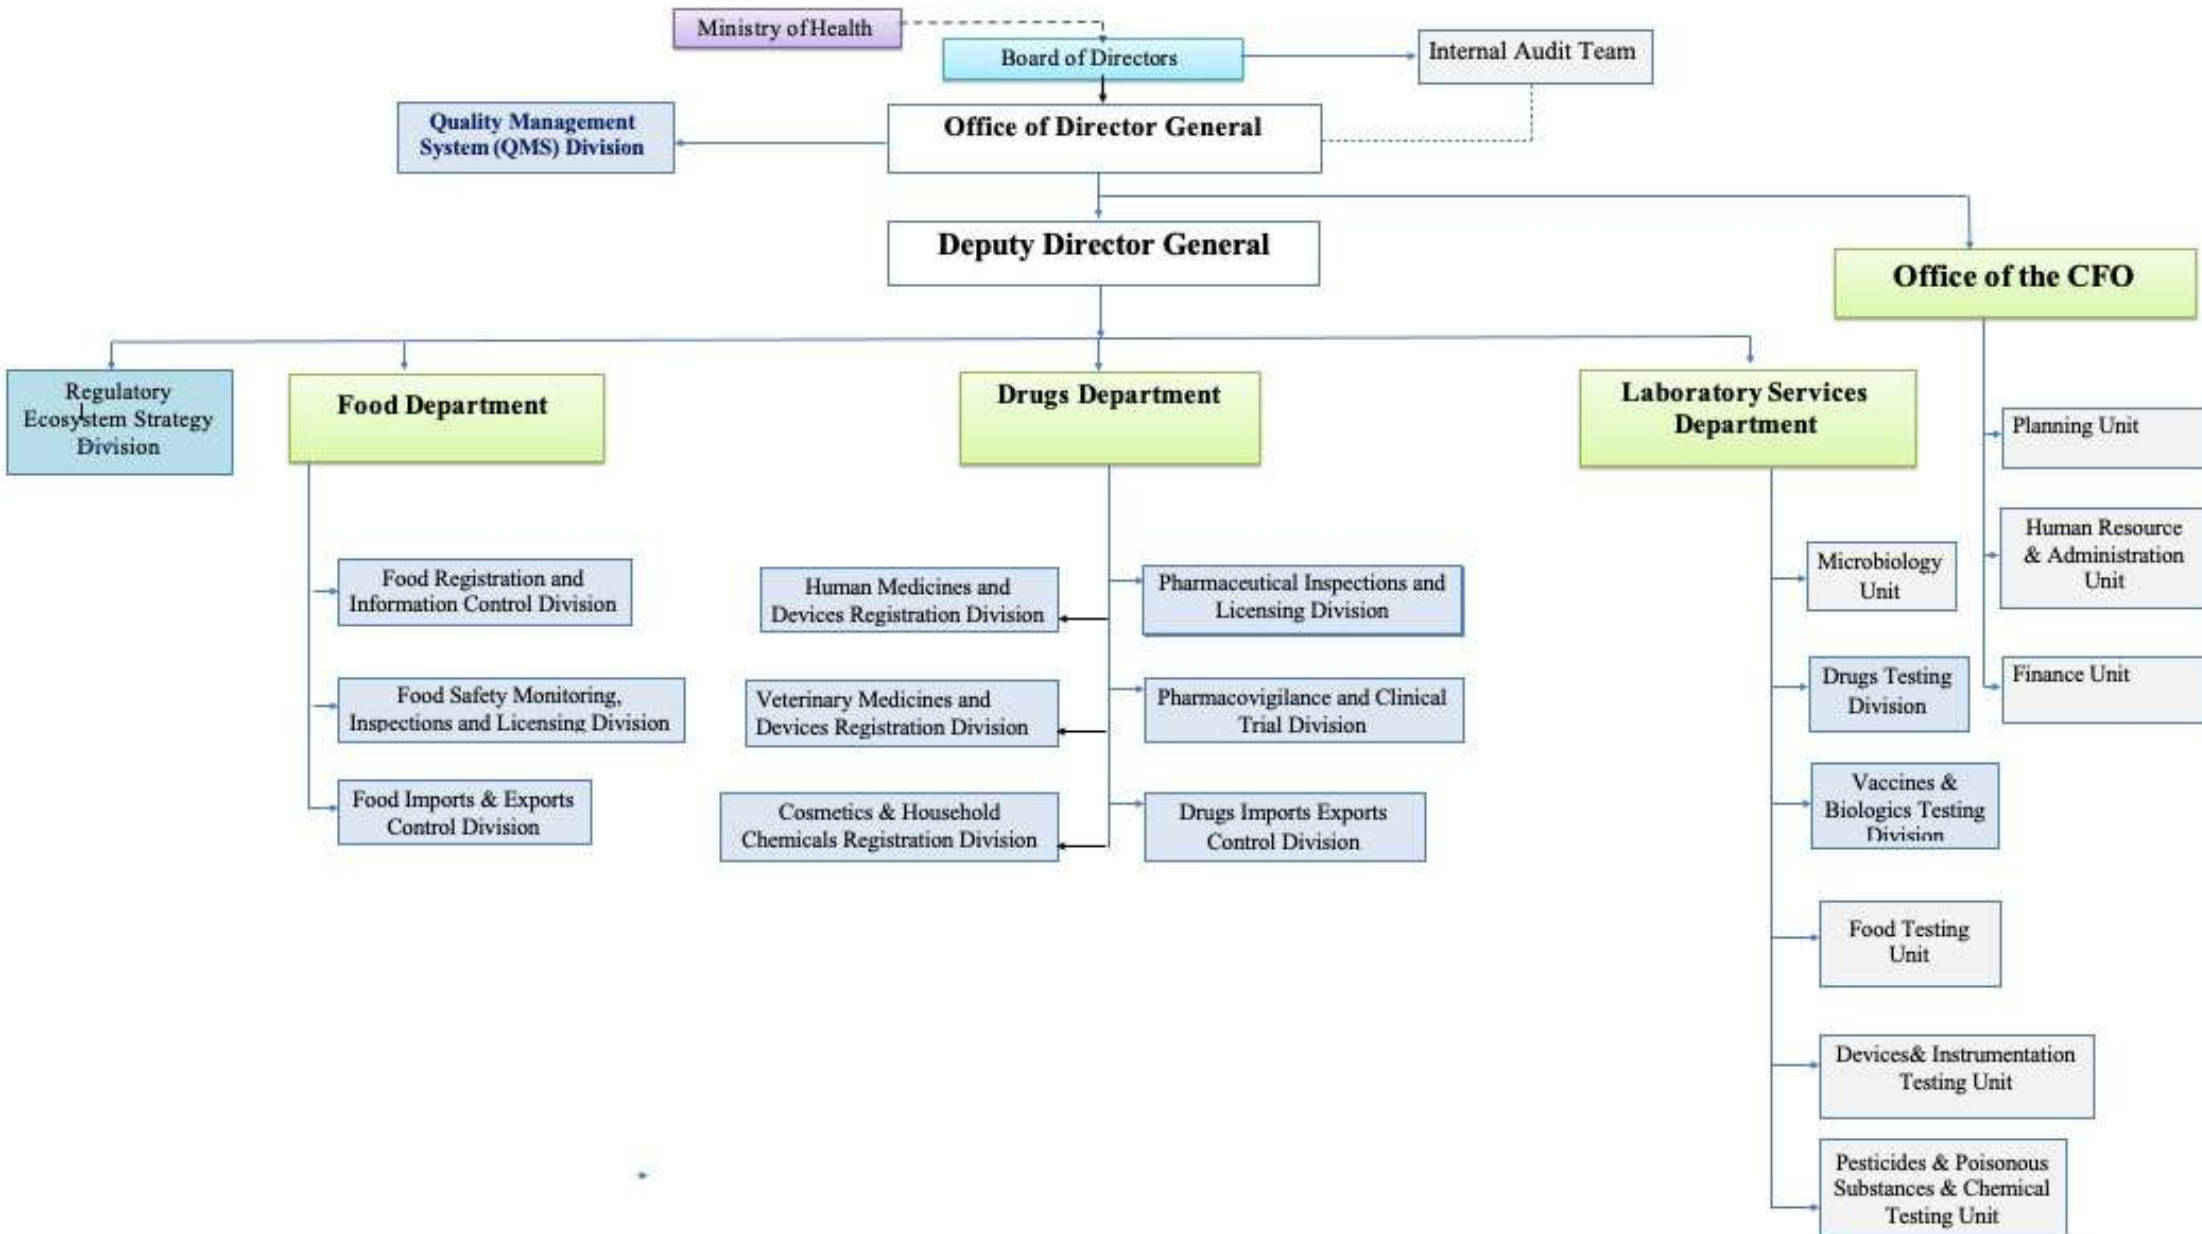 Ministry of Health
Board of Directors
Internal Audit Team
Quality Management
System (QMS) Division
Office of Director General
Deputy Director General
Office of the CFO
Regulatory
Ecosystem Strategy
Division
Food Department
Drugs Department
Laboratory Services
Department
Planning Unit
Human Resource
& Administration
Unit
Finance Unit
Food Registration and
Information Control Division
Food Safety Monitoring,
Inspections and Licensing Division
Food Imports & Exports
Control Division
Human Medicines and
Devices Registration Division
Veterinary Medicines and
Devices Registration Division
Cosmetics & Household
Chemicals Registration Division
Pharmaceutical Inspections and
Licensing Division
Pharmacovigilance and Clinical
Trial Division
Drugs Imports Exports
Control Division
Microbiology
Unit
Drugs Testing
Division
Vaccines &
Biologics Testing
Division
Food Testing
Unit
Devices& Instrumentation
Testing Unit
Pesticides & Poisonous
Substances & Chemical
Testing Unit